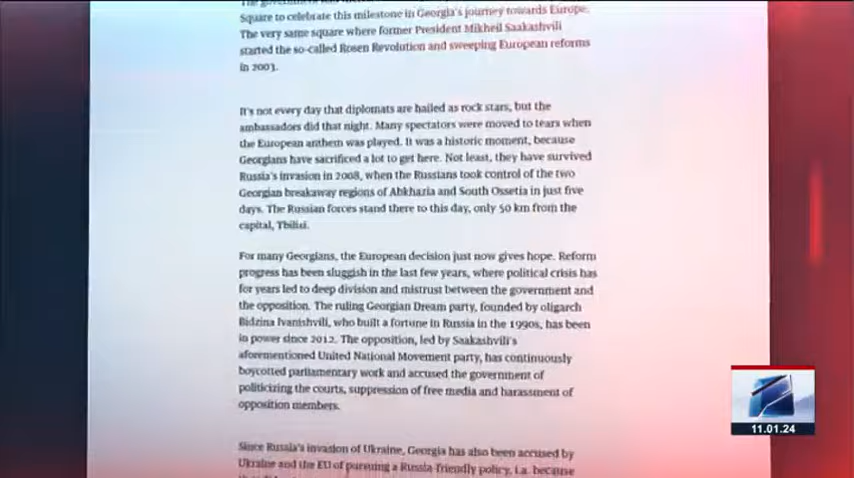 Square to celebrate this milestone in Georgia's journey towards Europe.
The very same square where former President Mikheil Saakashvili
started the so-called Rosen Revolution and sweeping European reforms
in 2003.
It's not every day that diplomats are hailed as rock stars, but the
ambassadors did that night. Many spectators were moved to tears when
the European anthem was played. It was a historic moment, because
Georgians have sacrificed a lot to get here. Not least, they have survived
Russia's invasion in 2008, when the Russians took control of the two
Georgian breakaway regions of Abkhazia and South Ossetia in just five
days. The Russian forces stand there to this day, only 50 km from the
capital, Tbilisi.
For many Georgians, the European decision just now gives hope. Reform
progress has been sluggish in the last few years, where political crisis has
for years led to deep division and mistrust between the government and
the opposition. The ruling Georgian Dream party, founded by oligarch
Bidzina Ivanishvili, who built a fortune in Russia in the 1990s, has been
in power since 2012. The opposition, led by Saakashvili's
aforementioned United National Movement party, has continuously
boycotted parliamentary work and accused the government of
politicizing the courts, suppression of free media and harassment of
opposition members.
Since Russia's invasion of Ukraine, Georgia has also been accused by
Ukraine and the EU of pursuing a Russia-friendly policy, i.a. because
11.01.24